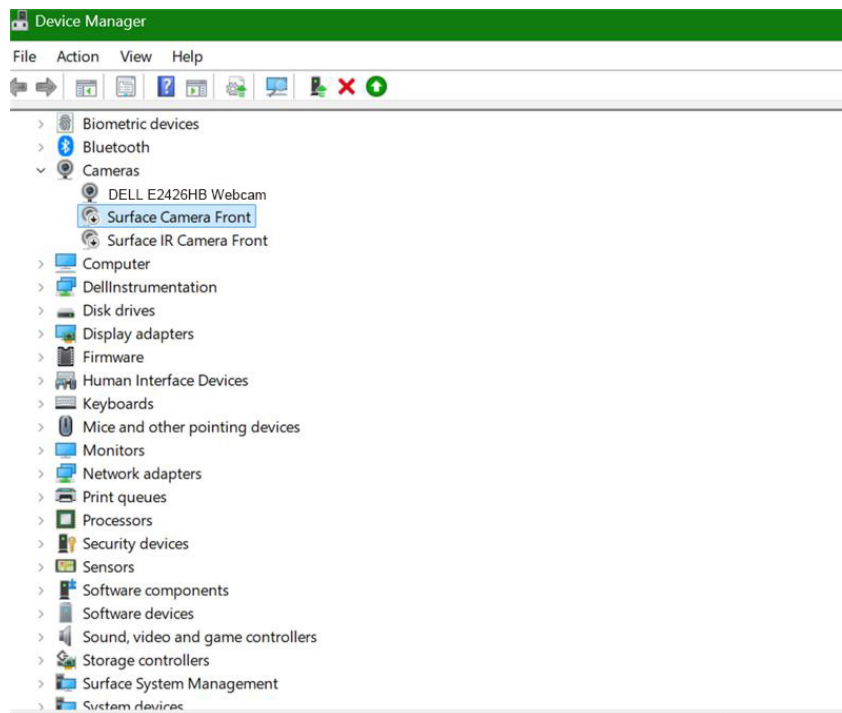 Device Manager
File Action View Help
Biometric devices
Bluetooth
Cameras
DELL E2426HB Webcam
Surface Camera Front
Surface IR Camera Front
Computer
DellInstrumentation
Disk drives
Display adapters
Firmware
Human Interface Devices
Keyboards
Mice and other pointing devices
Monitors
Network adapters
Print queues
Processors
Security devices
Sensors
Software components
Software devices
Sound, video and game controllers
Storage controllers
Surface System Management
System devices